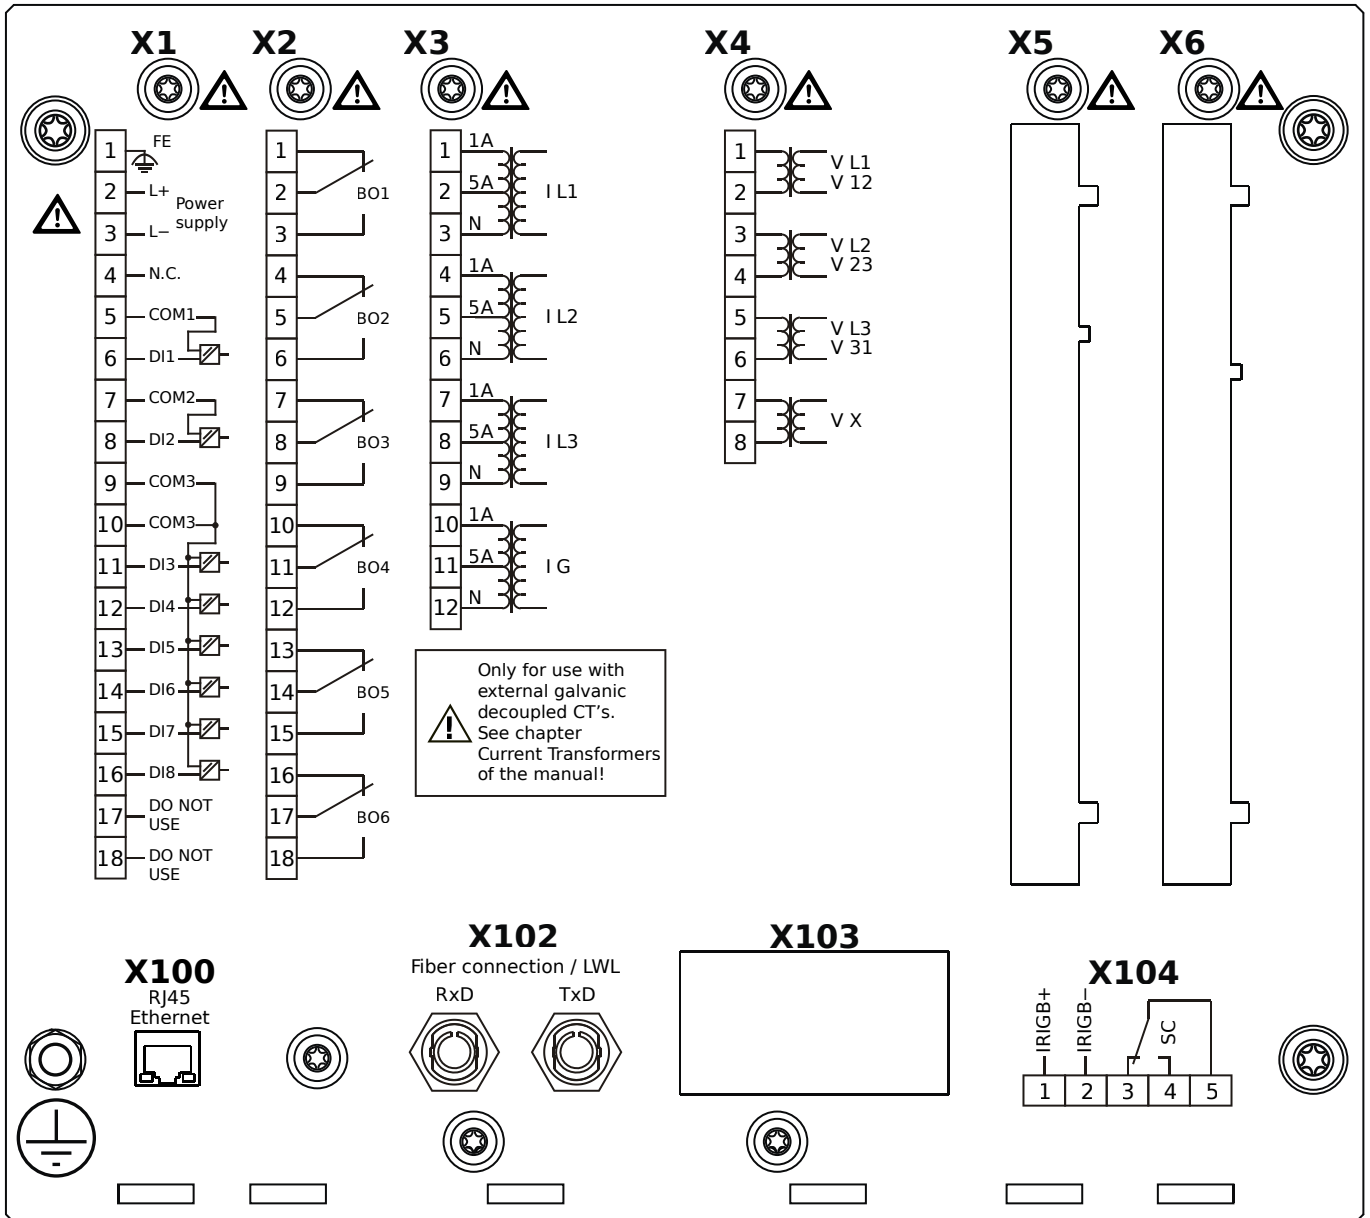 X1
X2
X3
X4
X5
X6
1 FE
2 L+
Power
supply
3 L−
4 N.C.
5 COM1
6 DI1
7 COM2
8 DI2
9 COM3
10 COM3
11 DI3
12 DI4
13 DI5
14 DI6
15 DI7
16 DI8
17 DO NOT
USE
18 DO NOT
USE
1
2 BO1
3
4
5 BO2
6
7
8 BO3
9
10
11 BO4
12
13
14 BO5
15
16
17 BO6
18
1 1A
2 5A I L1
3 N
4 1A
5 5A I L2
6 N
7 1A
8 5A I L3
9 N
10 1A
11 5A I G
12 N
Only for use with
external galvanic
decoupled CT's.
See chapter
Current Transformers
of the manual!
1 V L1
2 V 12
3 V L2
4 V 23
5 V L3
6 V 31
7 V X
8
X100
RJ45
Ethernet
X102
Fiber connection / LWL
RxD TxD
X103
X104
IRIGB+
IRIGB−
SC
1 2 3 4 5